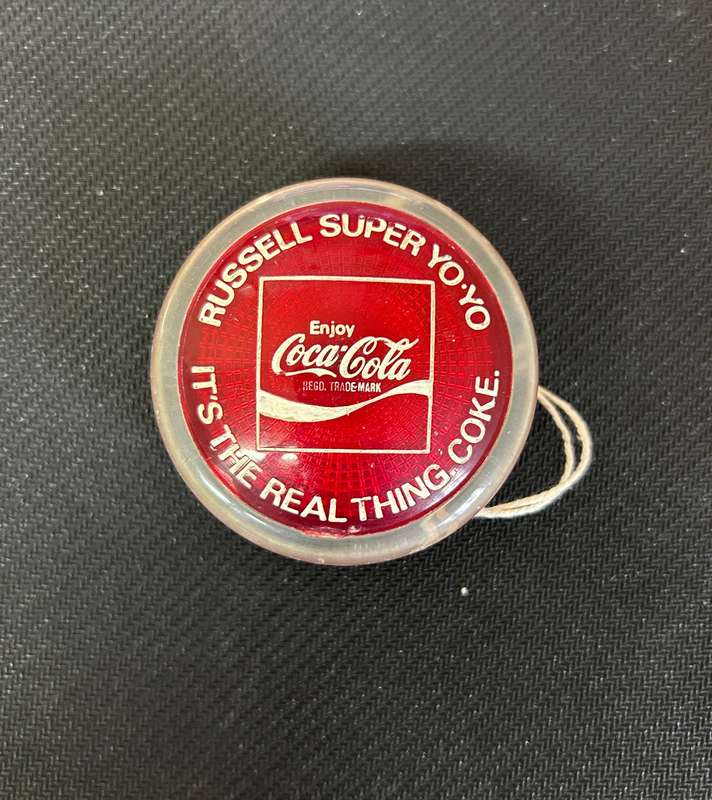 RUSSELL SUPER YO·YO
Enjoy
Coca-Cola
REGD. TRADE-MARK
IT'S THE REAL THING. COKE.